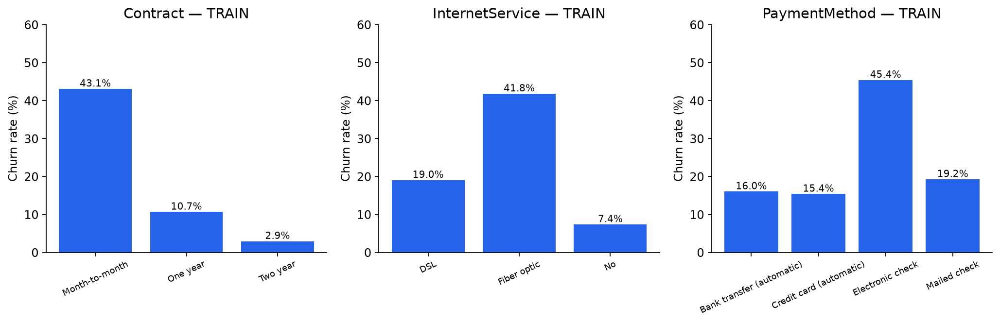 Contract — TRAIN
Churn rate (%)
60
50
40
30
20
10
0
43.1%
10.7%
2.9%
Month-to-month
One year
Two year
InternetService — TRAIN
Churn rate (%)
60
50
40
30
20
10
0
19.0%
41.8%
7.4%
DSL
Fiber optic
No
PaymentMethod — TRAIN
Churn rate (%)
60
50
40
30
20
10
0
16.0%
15.4%
45.4%
19.2%
Bank transfer (automatic)
Credit card (automatic)
Electronic check
Mailed check